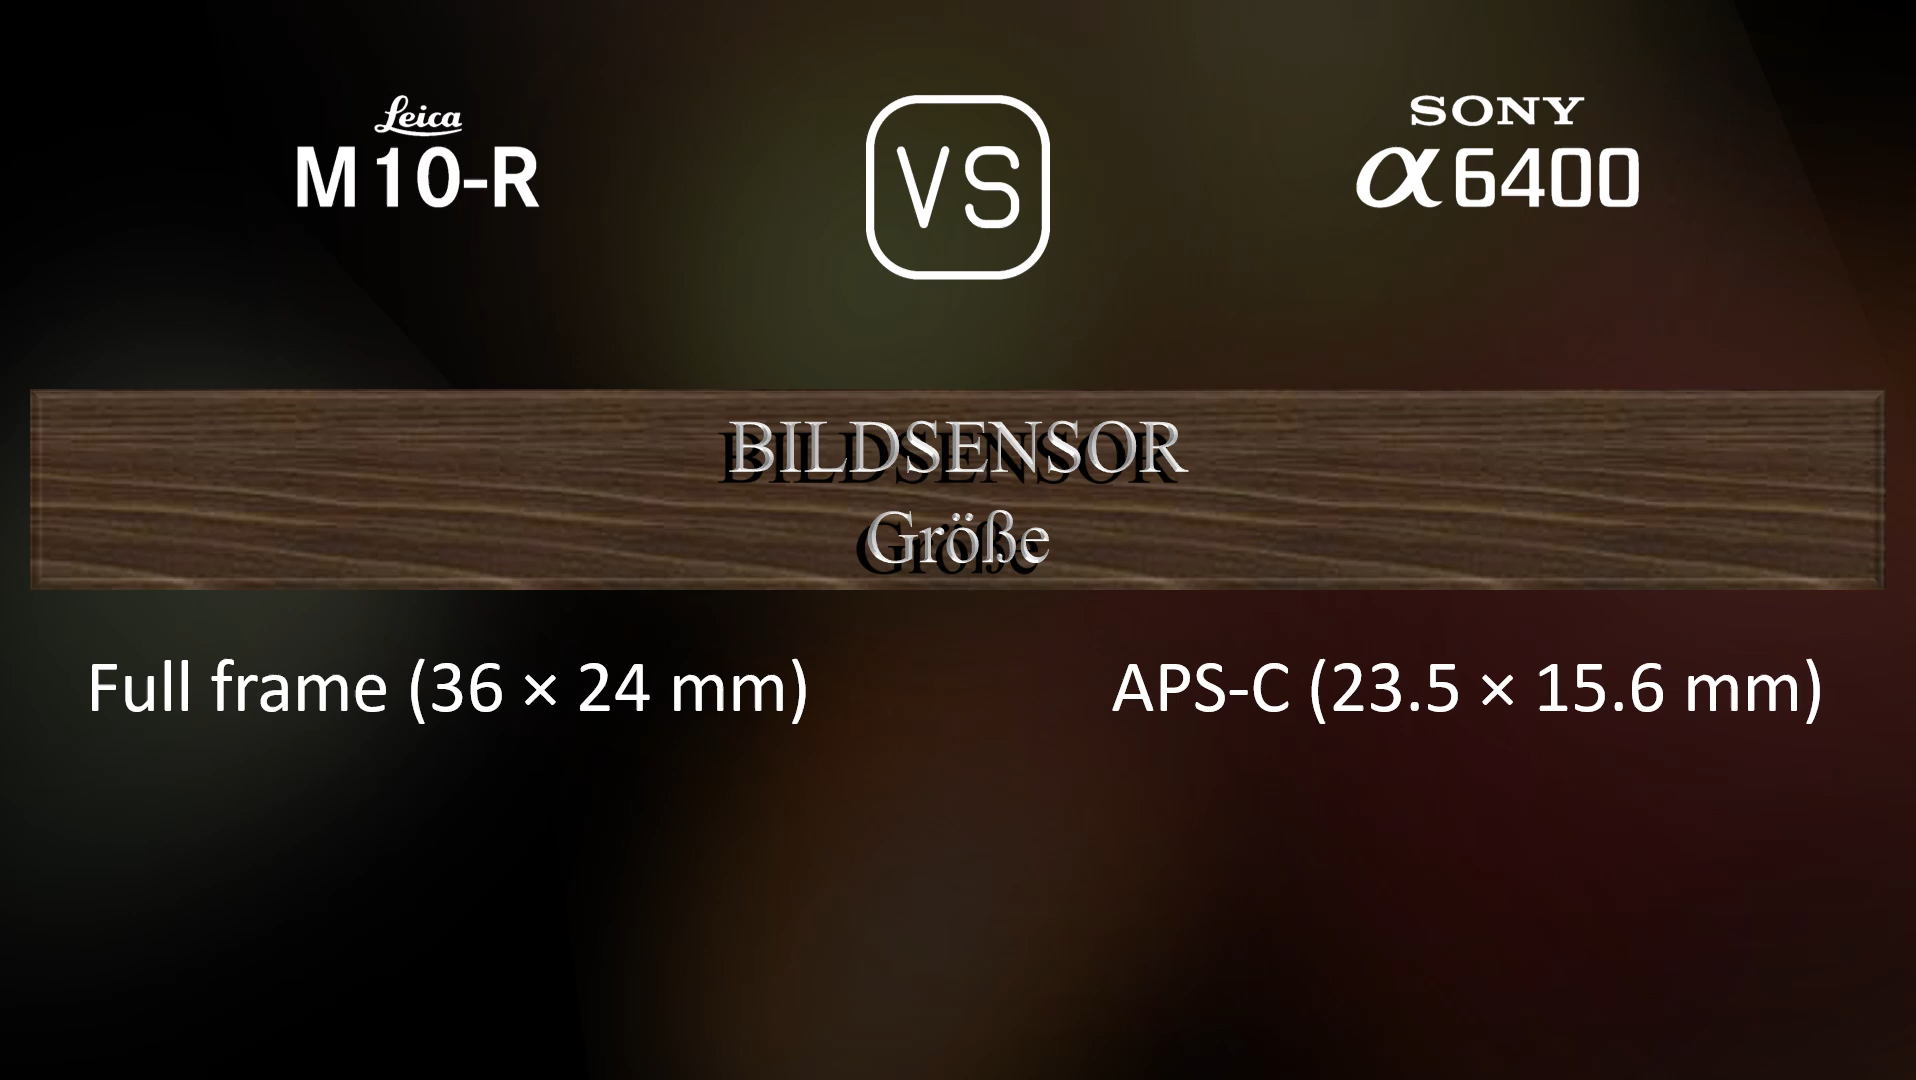 Leica
M10-R
VS
SONY
α6400
BILDSENSOR
Größe
Full frame (36 × 24 mm)
APS-C (23.5 × 15.6 mm)